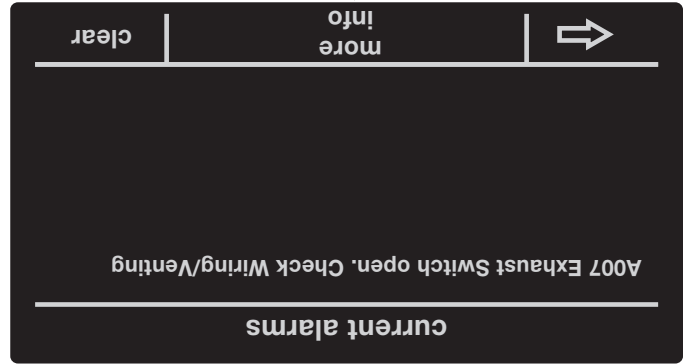 current alarms
A007 Exhaust Switch open. Check Wiring/Venting
more
info
clear